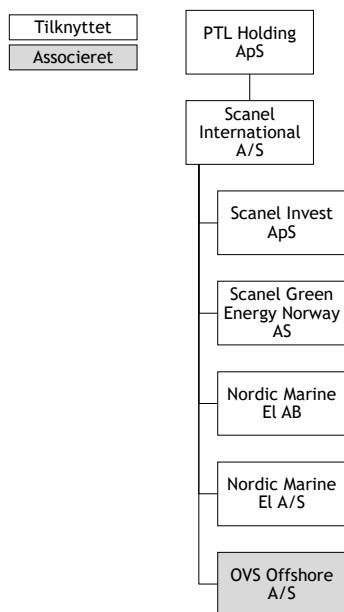 Tilknyttet
Associeret
PTL Holding
ApS
Scanel
International
A/S
Scanel Invest
ApS
Scanel Green
Energy Norway
AS
Nordic Marine
El AB
Nordic Marine
El A/S
OVS Offshore
A/S